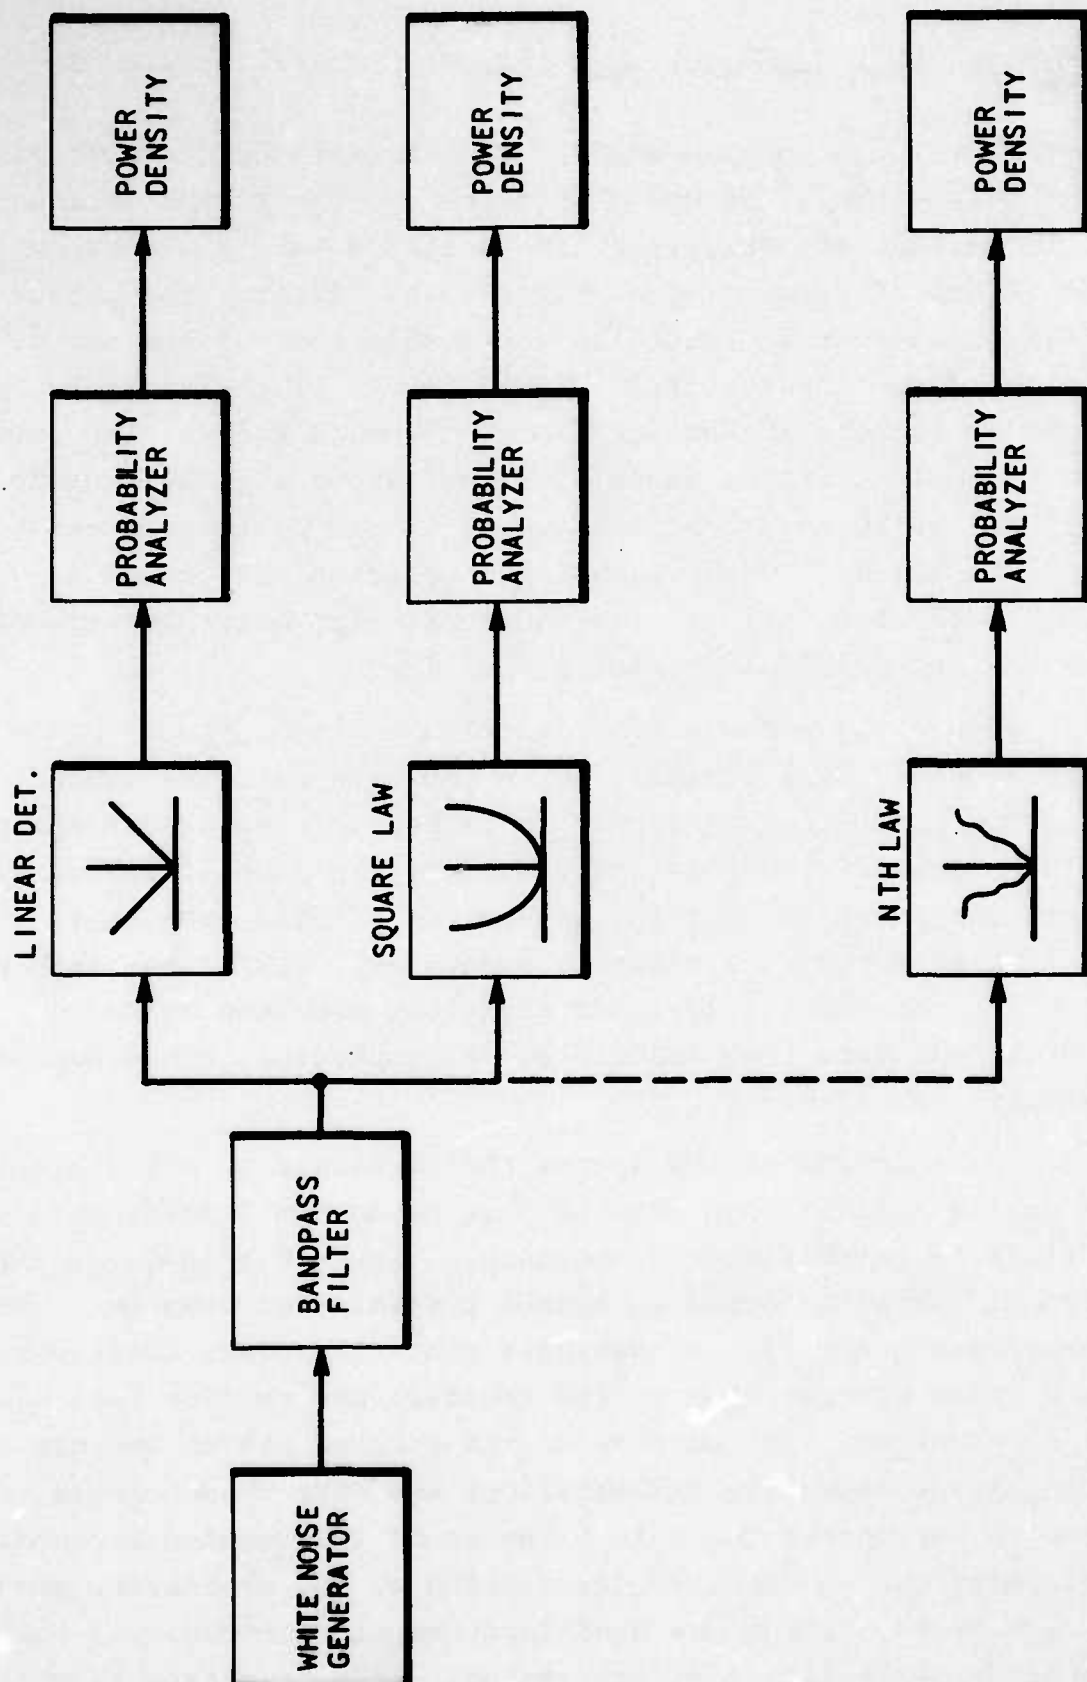 WHITE NOISE
GENERATOR
BANDPASS
FILTER
LINEAR DET.
PROBABILITY
ANALYZER
POWER
DENSITY
SQUARE LAW
PROBABILITY
ANALYZER
POWER
DENSITY
N TH LAW
PROBABILITY
ANALYZER
POWER
DENSITY